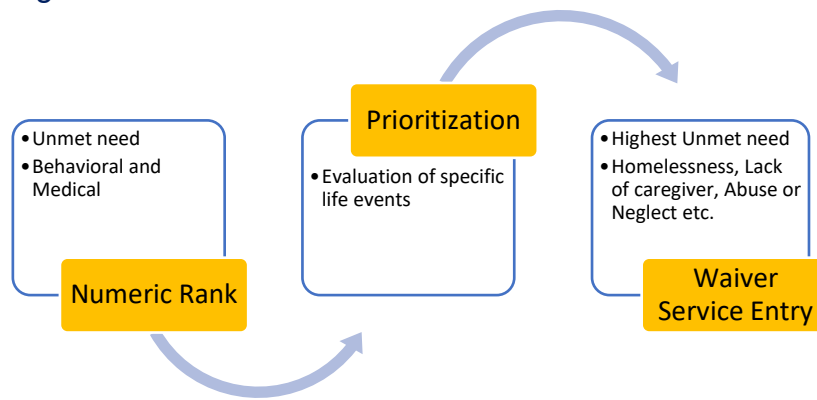 •Unmet need
•Behavioral and
Medical
Numeric Rank
Prioritization
•Evaluation of specific
life events
•Highest Unmet need
•Homelessness, Lack
of caregiver, Abuse or
Neglect etc.
Waiver
Service Entry